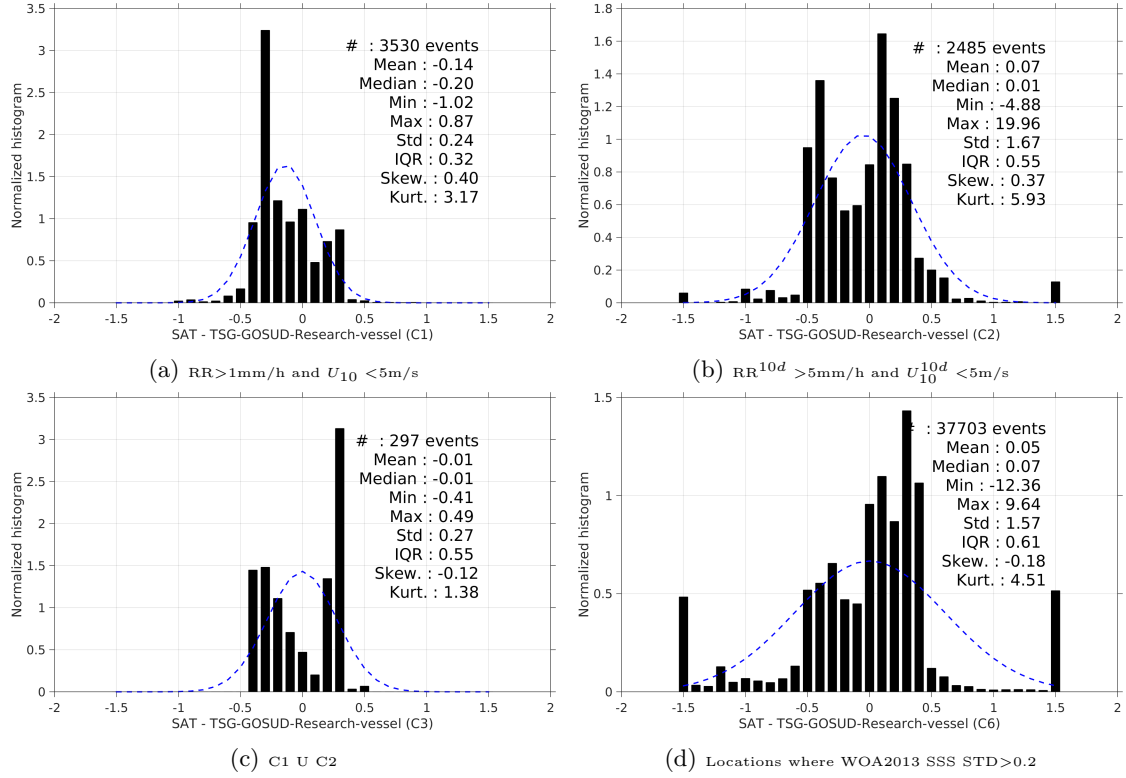 3.5
3
2.5
2
1.5
1
0.5
0
Normalized histogram
# : 3530 events
Mean : -0.14
Median : -0.20
Min : -1.02
Max : 0.87
Std : 0.24
IQR : 0.32
Skew. : 0.40
Kurt. : 3.17
-2 -1.5 -1 -0.5 0 0.5 1 1.5 2
SAT - TSG-GOSUD-Research-vessel (C1)
(a) RR>1mm/h and U10 <5m/s
1.8
1.6
1.4
1.2
1
0.8
0.6
0.4
0.2
0
Normalized histogram
# : 2485 events
Mean : 0.07
Median : 0.01
Min : -4.88
Max : 19.96
Std : 1.67
IQR : 0.55
Skew. : 0.37
Kurt. : 5.93
-2 -1.5 -1 -0.5 0 0.5 1 1.5 2
SAT - TSG-GOSUD-Research-vessel (C2)
(b) RR^10d >5mm/h and U10^10d <5m/s
3.5
3
2.5
2
1.5
1
0.5
0
Normalized histogram
# : 297 events
Mean : -0.01
Median : -0.01
Min : -0.41
Max : 0.49
Std : 0.27
IQR : 0.55
Skew. : -0.12
Kurt. : 1.38
-2 -1.5 -1 -0.5 0 0.5 1 1.5 2
SAT - TSG-GOSUD-Research-vessel (C3)
(c) C1 U C2
1.5
1
0.5
0
Normalized histogram
# : 37703 events
Mean : 0.05
Median : 0.07
Min : -12.36
Max : 9.64
Std : 1.57
IQR : 0.61
Skew. : -0.18
Kurt. : 4.51
-2 -1.5 -1 -0.5 0 0.5 1 1.5 2
SAT - TSG-GOSUD-Research-vessel (C6)
(d) Locations where WOA2013 SSS STD>0.2